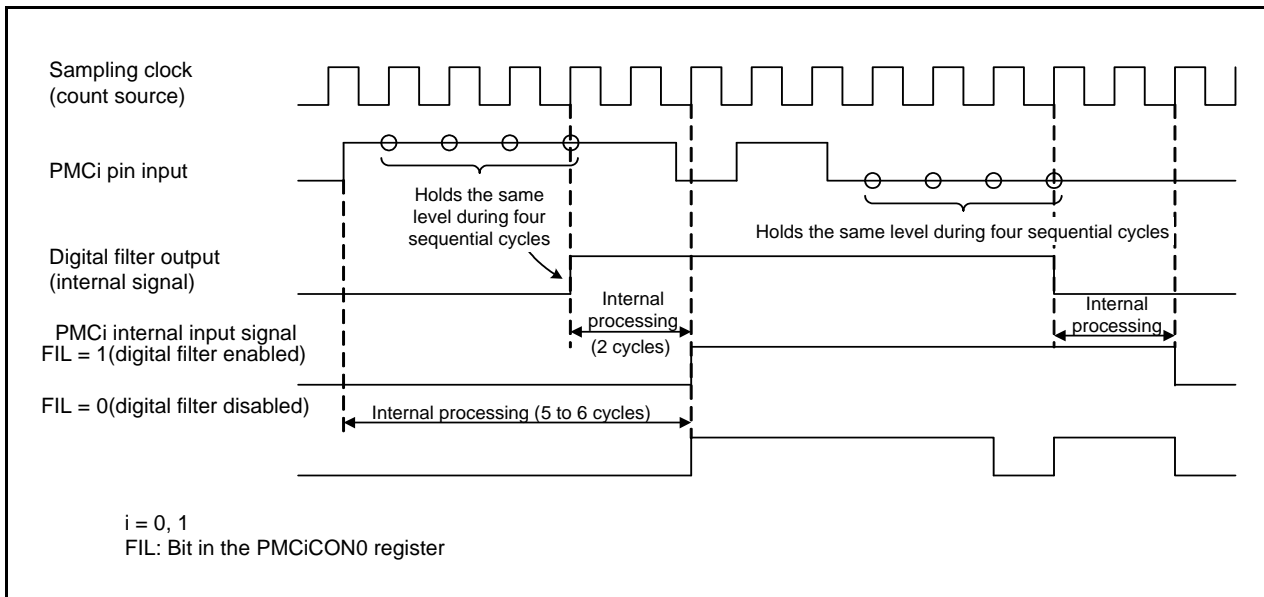 Sampling clock
(count source)
PMCi pin input
Holds the same
level during four
sequential cycles
Holds the same level during four sequential cycles
Digital filter output
(internal signal)
Internal
processing
(2 cycles)
Internal
processing
PMCi internal input signal
FIL = 1(digital filter enabled)
FIL = 0(digital filter disabled)
Internal processing (5 to 6 cycles)
i = 0, 1
FIL: Bit in the PMCiCON0 register